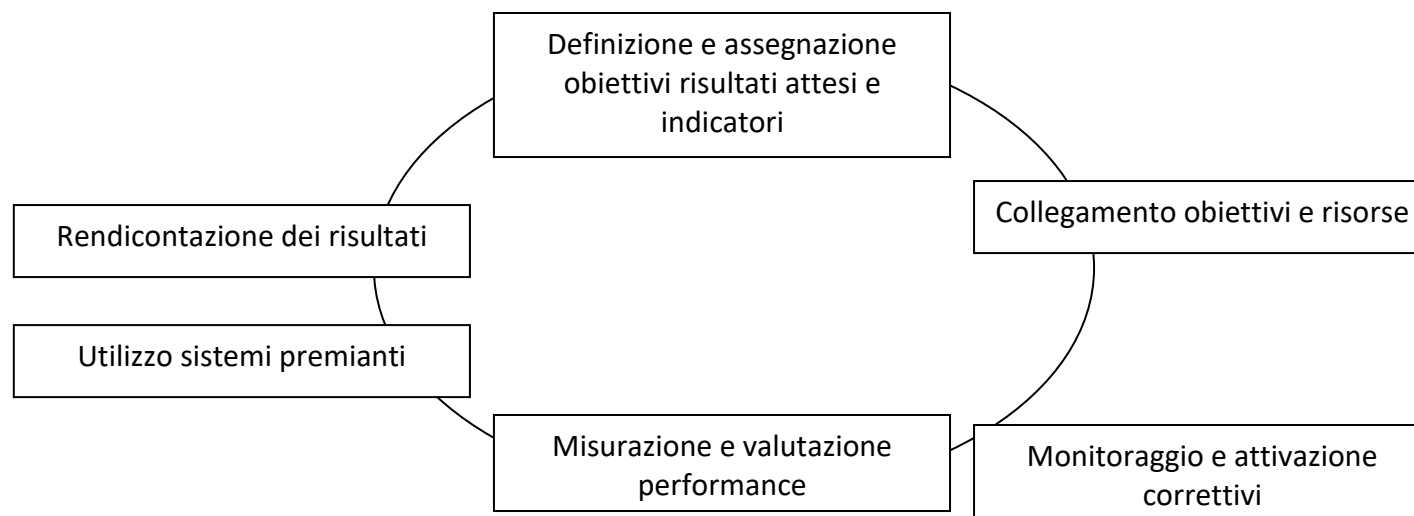 Definizione e assegnazione
obiettivi risultati attesi e
indicatori
Collegamento obiettivi e risorse
Rendicontazione dei risultati
Utilizzo sistemi premianti
Misurazione e valutazione
performance
Monitoraggio e attivazione
correttivi